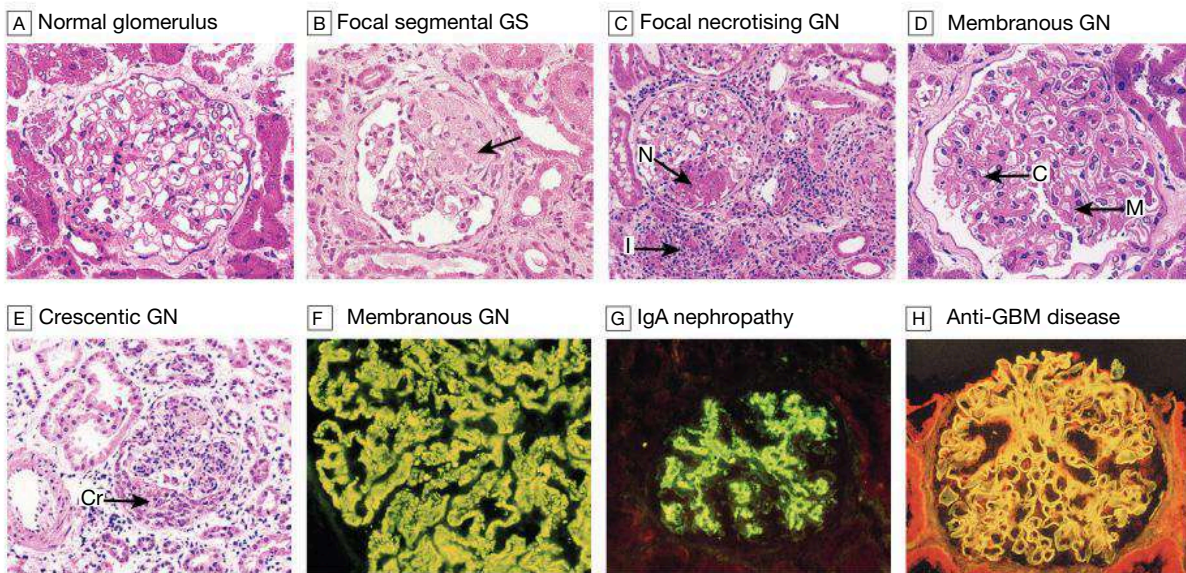 A Normal glomerulus
B Focal segmental GS
C Focal necrotising GN
D Membranous GN
N
I
C
M
E Crescentic GN
F Membranous GN
G IgA nephropathy
H Anti-GBM disease
Cr